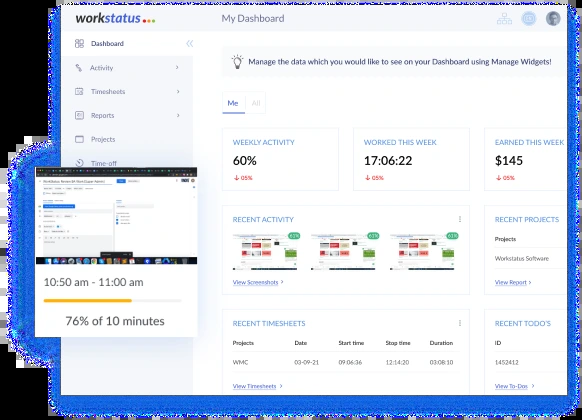 workstatus
My Dashboard
Dashboard
Activity
Timesheets
Reports
Projects
Time-off
Manage the data which you would like to see on your Dashboard using Manage Widgets!
Me
All
WEEKLY ACTIVITY
60%
05%
WORKED THIS WEEK
17:06:22
05%
EARNED THIS WEEK
$145
05%
RECENT ACTIVITY
View Screenshots
RECENT PROJECTS
Projects
Workstatus Software
View Report
RECENT TIMESHEETS
Projects Date Start time Stop time Duration
WMC 03-09-21 09:06:36 12:14:20 03:08:10
View Timesheets
RECENT TODO'S
ID
1452412
View To-Dos
10:50 am - 11:00 am
76% of 10 minutes